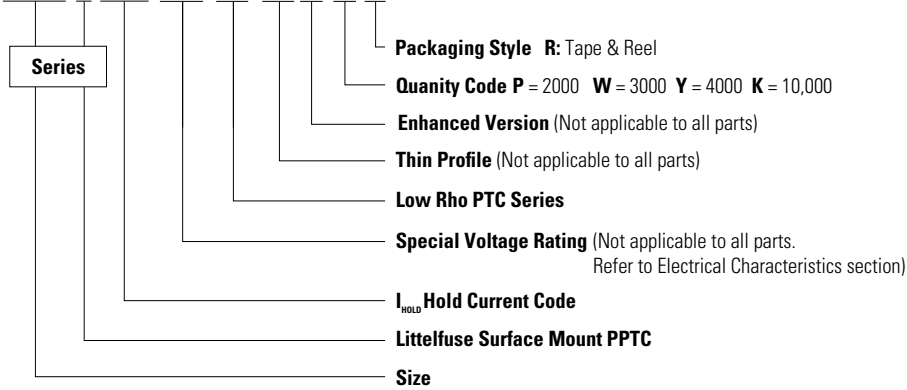 Series
Packaging Style R: Tape & Reel
Quanity Code P = 2000 W = 3000 Y = 4000 K = 10,000
Enhanced Version (Not applicable to all parts)
Thin Profile (Not applicable to all parts)
Low Rho PTC Series
Special Voltage Rating (Not applicable to all parts.
Refer to Electrical Characteristics section)
IHOLD Hold Current Code
Littelfuse Surface Mount PPTC
Size